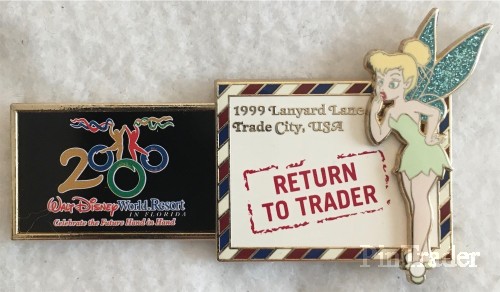 2000
Walt Disney World Resort
IN FLORIDA
Celebrate the Future Hand in Hand
1999 Lanyard Lane
Trade City, USA
RETURN
TO TRADER
PinTrader